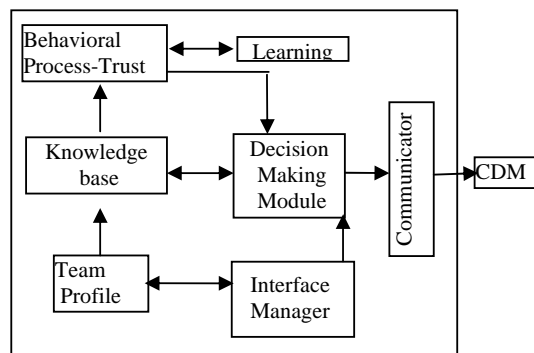 Behavioral
Process-Trust
Learning
Knowledge
base
Decision
Making
Module
Communicator
CDM
Team
Profile
Interface
Manager